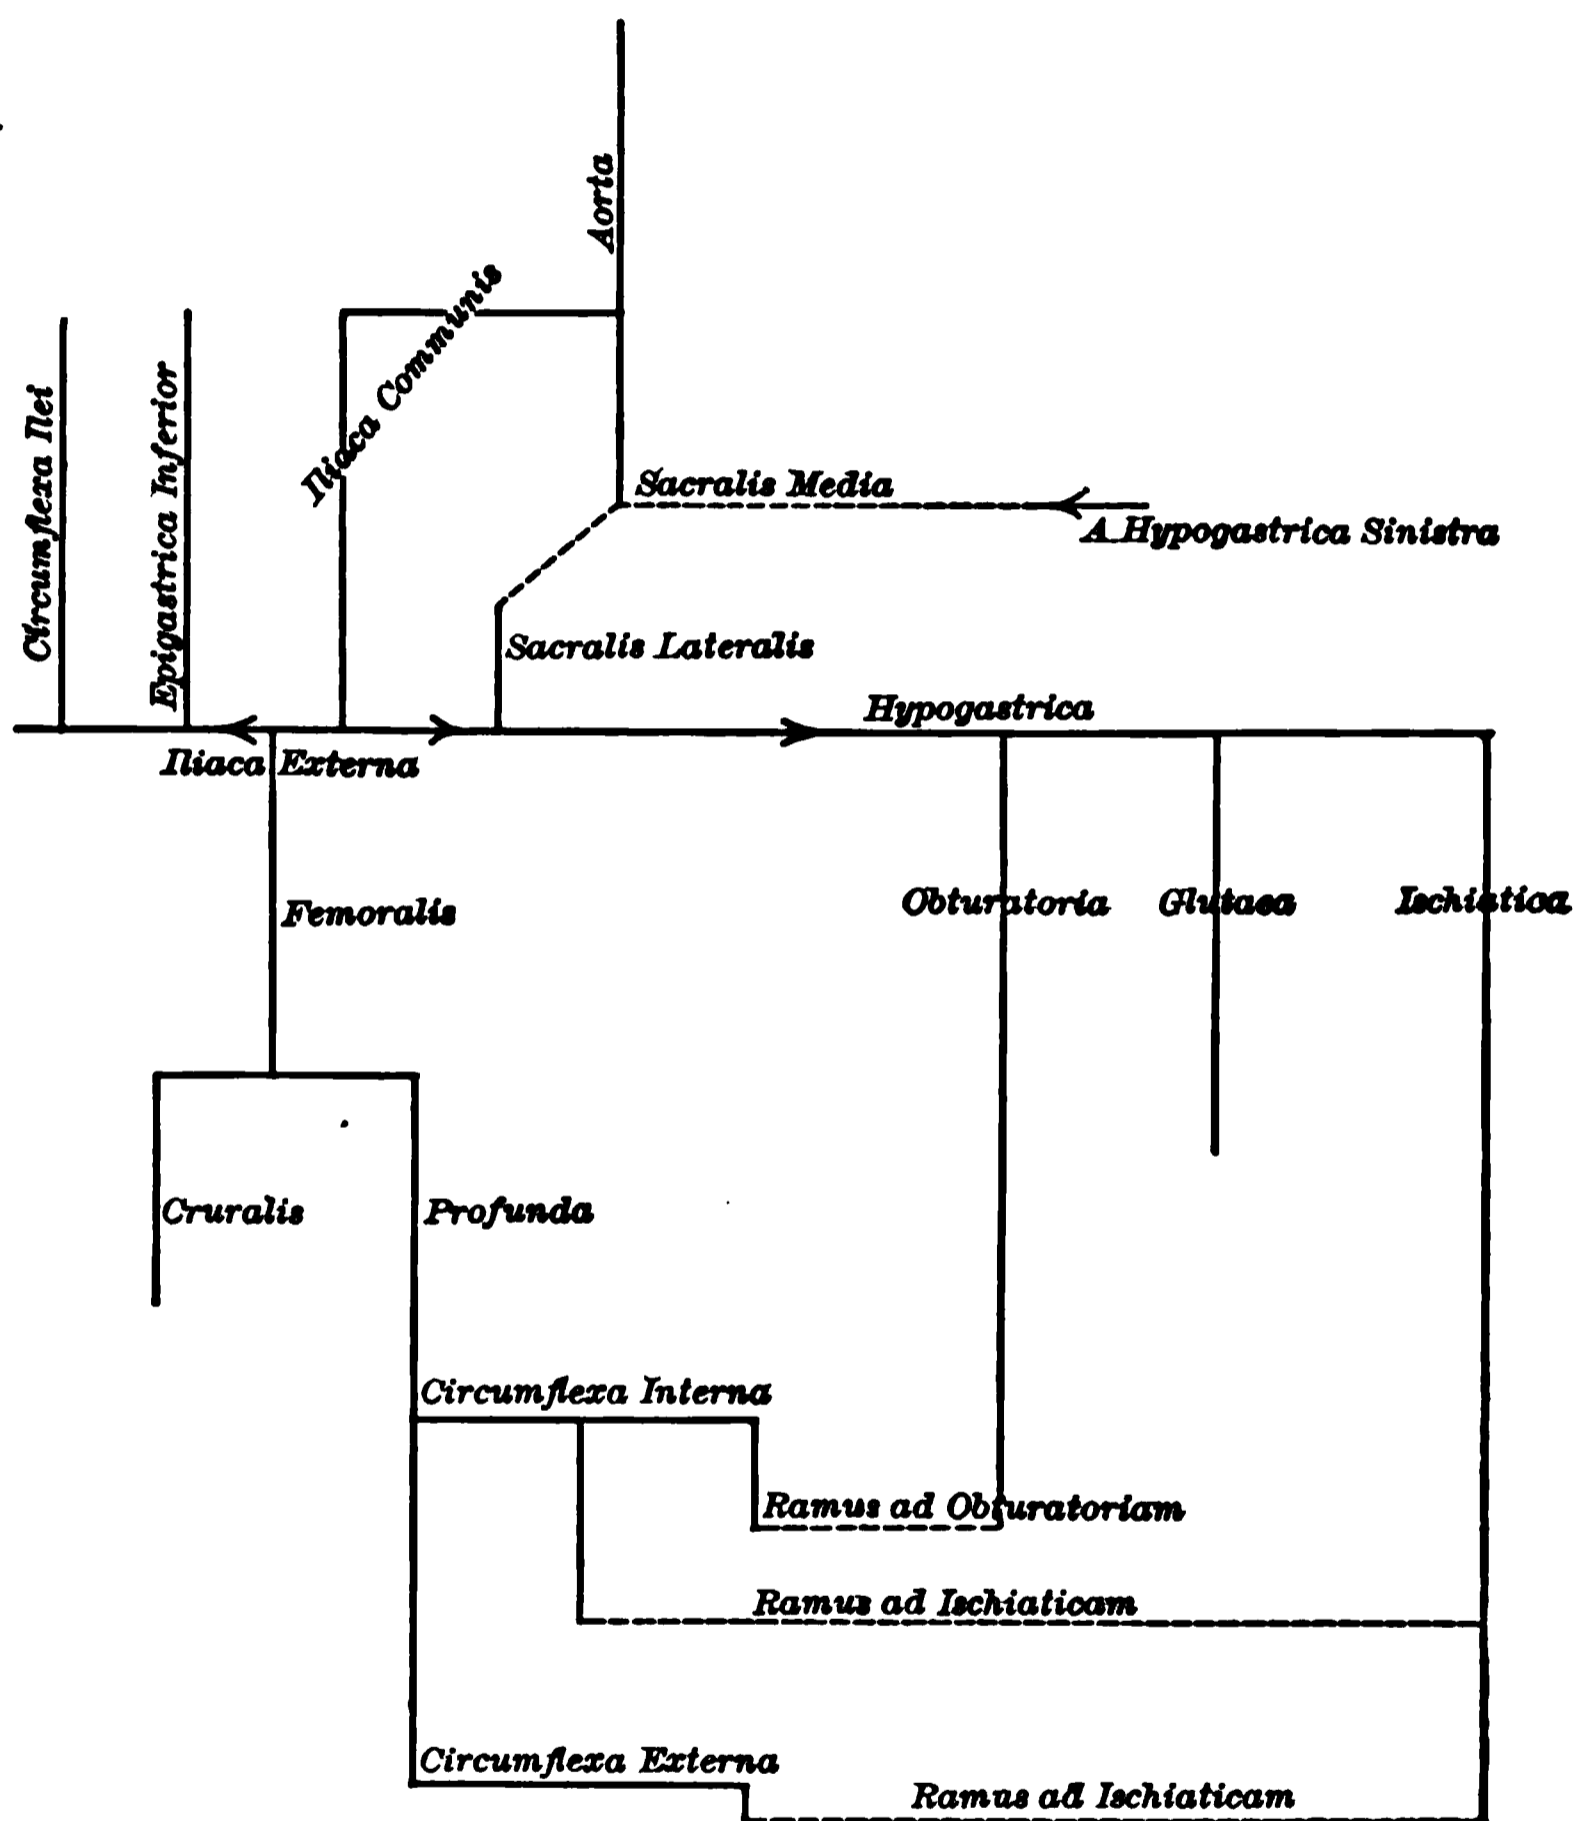 Aorta
Iliaca Communis
Circumflexa Ilei
Epigastrica Inferior
Sacralis Media
A Hypogastrica Sinistra
Sacralis Lateralis
Hypogastrica
Iliaca Externa
Femoralis
Obturatoria
Glutaea
Ischiatica
Cruralis
Profunda
Circumflexa Interna
Ramus ad Obturatoriam
Ramus ad Ischiaticam
Circumflexa Externa
Ramus ad Ischiaticam